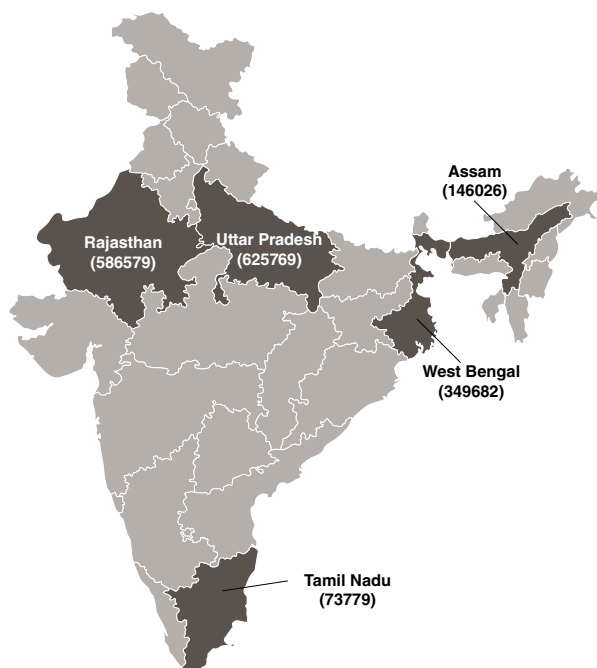 Assam
(146026)
Rajasthan
(586579)
Uttar Pradesh
(625769)
West Bengal
(349682)
Tamil Nadu
(73779)